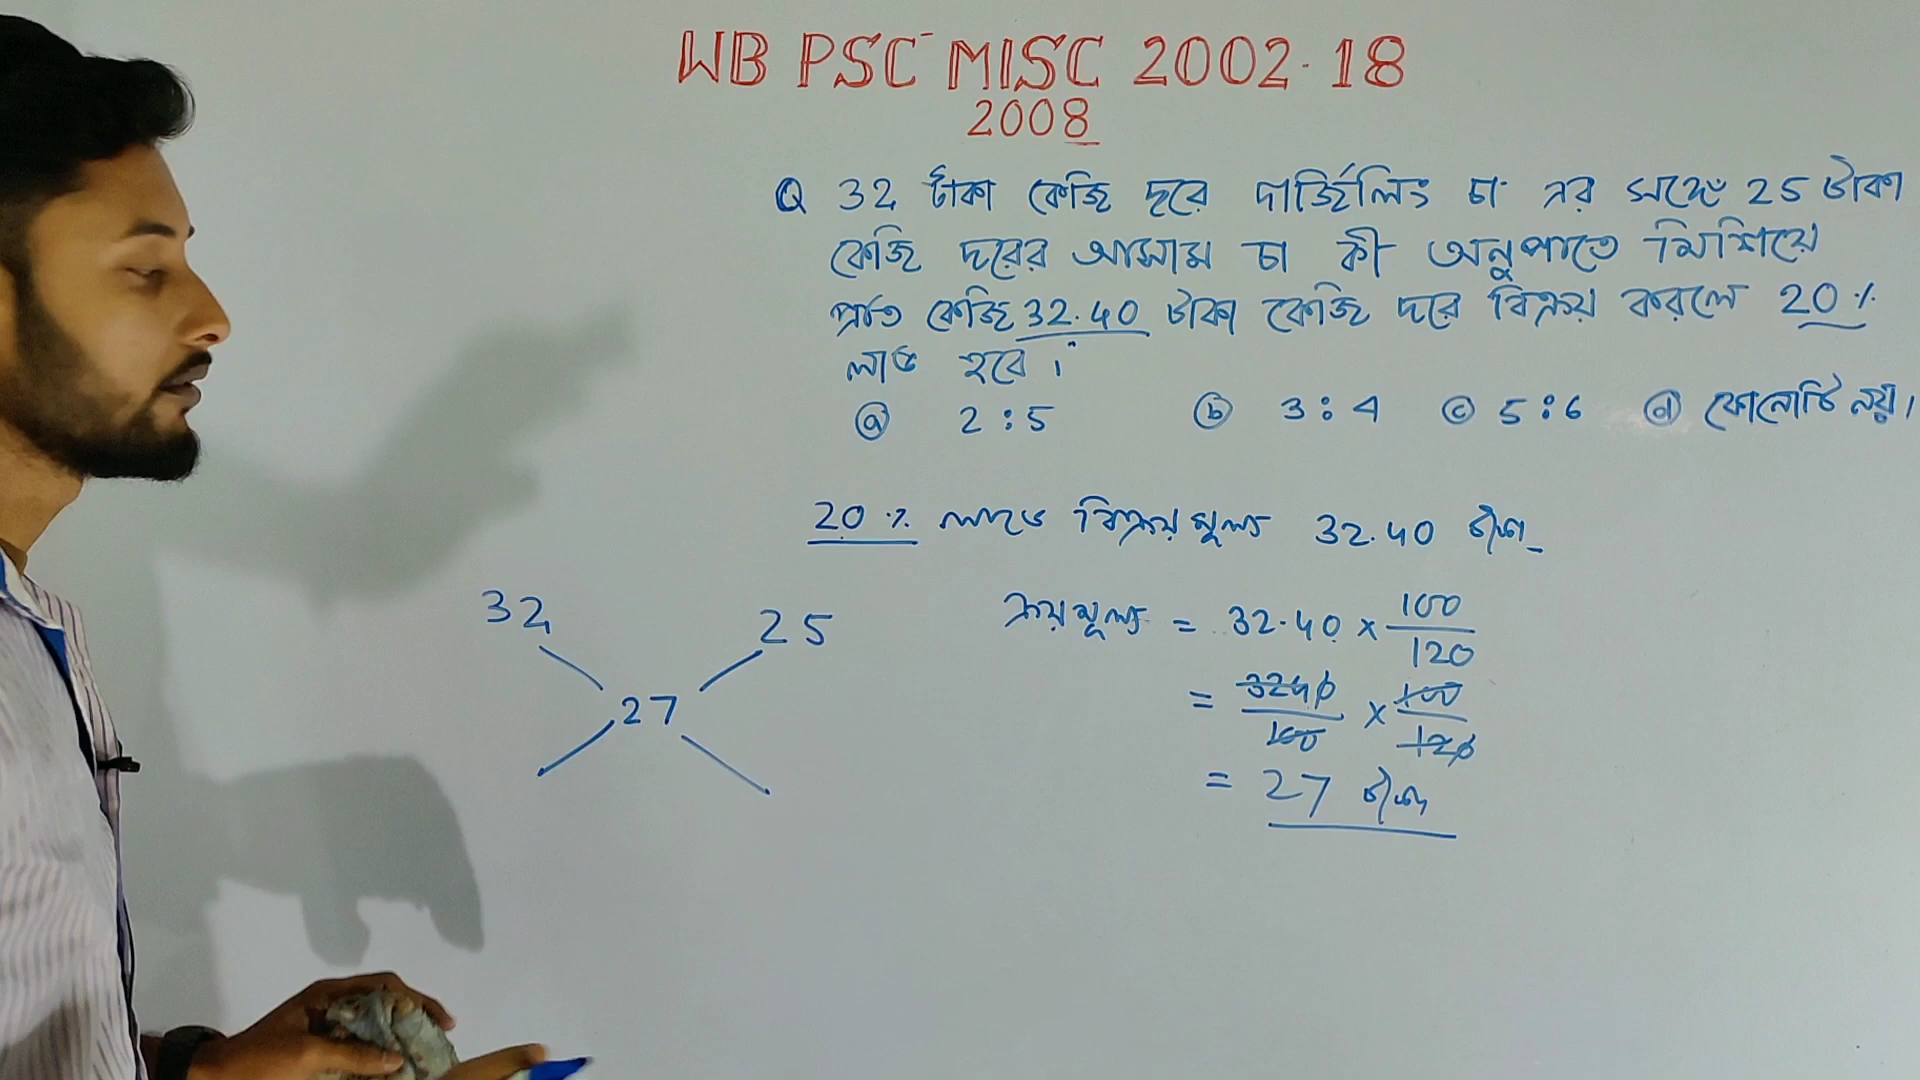 WB PSC MISC 2002-18
2008
Q 32 টাকা কেজি দরে দার্জিলিং চা এর সঙ্গে 25 টাকা
কেজি দরের আসাম চা কী অনুপাতে মিশিয়ে
প্রতি কেজি 32.40 টাকা কেজি দরে বিক্রয় করলে 20%
লাভ হবে।
ⓐ 2:5 ⓑ 3:4 ⓒ 5:6 ⓓ কোনোটি নয়।
20% লাভে বিক্রয়মূল্য 32.40 টাকা
32 25
27
ক্রয়মূল্য = 32.40 × 100/120
= 3240/100 × 100/120
= 27 টাকা